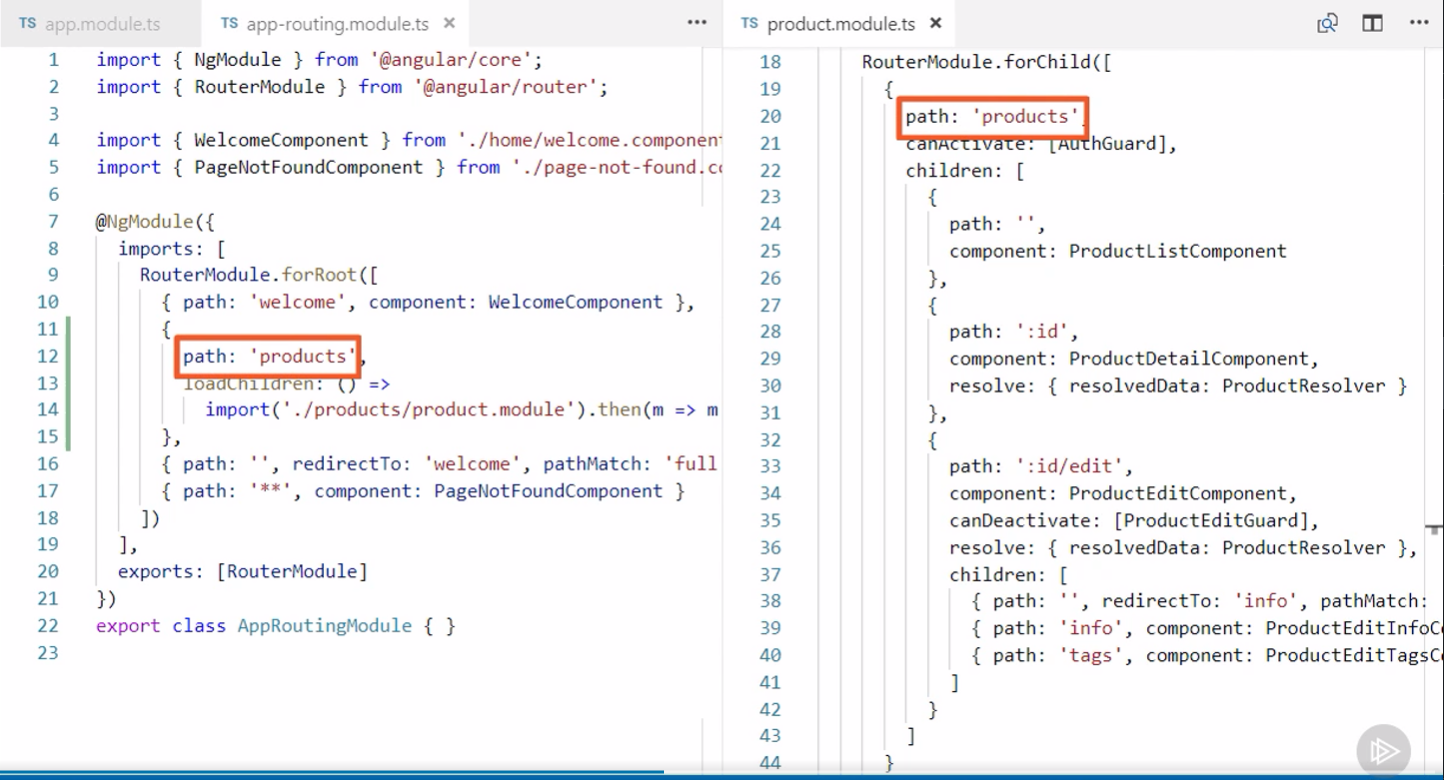 TS app.module.ts
TS app-routing.module.ts ×
TS product.module.ts ×
1 import { NgModule } from '@angular/core';
2 import { RouterModule } from '@angular/router';
3
4 import { WelcomeComponent } from './home/welcome.componen
5 import { PageNotFoundComponent } from './page-not-found.c
6
7 @NgModule({
8 imports: [
9 RouterModule.forRoot([
10 { path: 'welcome', component: WelcomeComponent },
11 {
12 path: 'products',
13 loadChildren: () =>
14 import('./products/product.module').then(m => m
15 },
16 { path: '', redirectTo: 'welcome', pathMatch: 'full
17 { path: '**', component: PageNotFoundComponent }
18 ])
19 ],
20 exports: [RouterModule]
21 })
22 export class AppRoutingModule { }
23
18 RouterModule.forChild([
19 {
20 path: 'products',
21 canActivate: [AuthGuard],
22 children: [
23 {
24 path: '',
25 component: ProductListComponent
26 },
27 {
28 path: ':id',
29 component: ProductDetailComponent,
30 resolve: { resolvedData: ProductResolver }
31 },
32 {
33 path: ':id/edit',
34 component: ProductEditComponent,
35 canDeactivate: [ProductEditGuard],
36 resolve: { resolvedData: ProductResolver },
37 children: [
38 { path: '', redirectTo: 'info', pathMatch:
39 { path: 'info', component: ProductEditInfoC
40 { path: 'tags', component: ProductEditTagsC
41 ]
42 }
43 ]
44 }